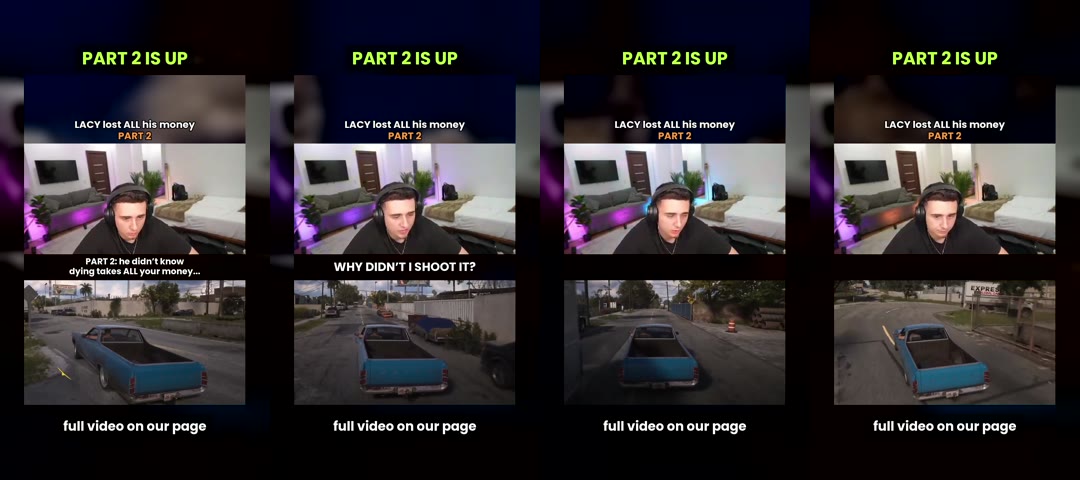 PART 2 IS UP
LACY lost ALL his money
PART 2
PART 2: he didn't know
dying takes ALL your money...
full video on our page
PART 2 IS UP
LACY lost ALL his money
PART 2
WHY DIDN'T I SHOOT IT?
full video on our page
PART 2 IS UP
LACY lost ALL his money
PART 2
full video on our page
PART 2 IS UP
LACY lost ALL his money
PART 2
EXPRES
full video on our page